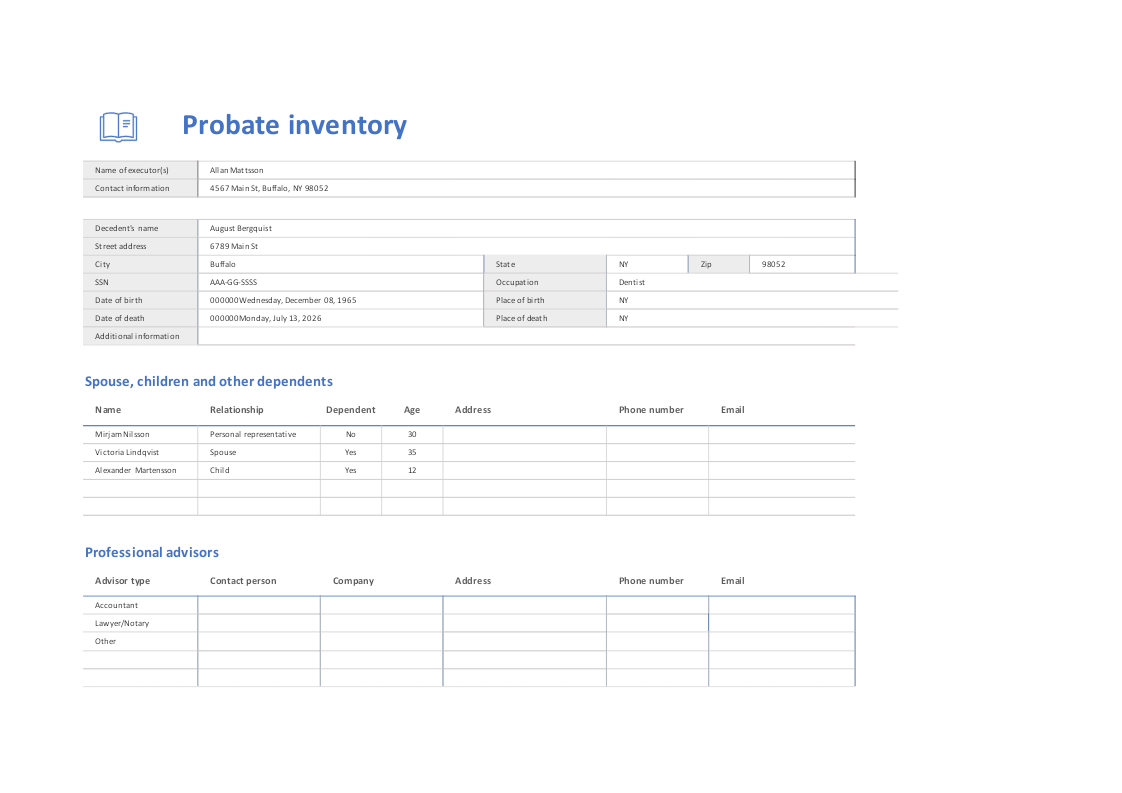 Probate inventory
Name of executor(s) Allan Mattsson
Contact information 4567 Main St, Buffalo, NY 98052
Decedent's name August Bergquist
Street address 6789 Main St
City Buffalo State NY Zip 98052
SSN AAA-GG-SSSS Occupation Dentist
Date of birth 000000Wednesday, December 08, 1965 Place of birth NY
Date of death 000000Monday, July 13, 2026 Place of death NY
Additional information
Spouse, children and other dependents
Name Relationship Dependent Age Address Phone number Email
Mirjam Nilsson Personal representative No 30
Victoria Lindqvist Spouse Yes 35
Alexander Martensson Child Yes 12
Professional advisors
Advisor type Contact person Company Address Phone number Email
Accountant
Lawyer/Notary
Other